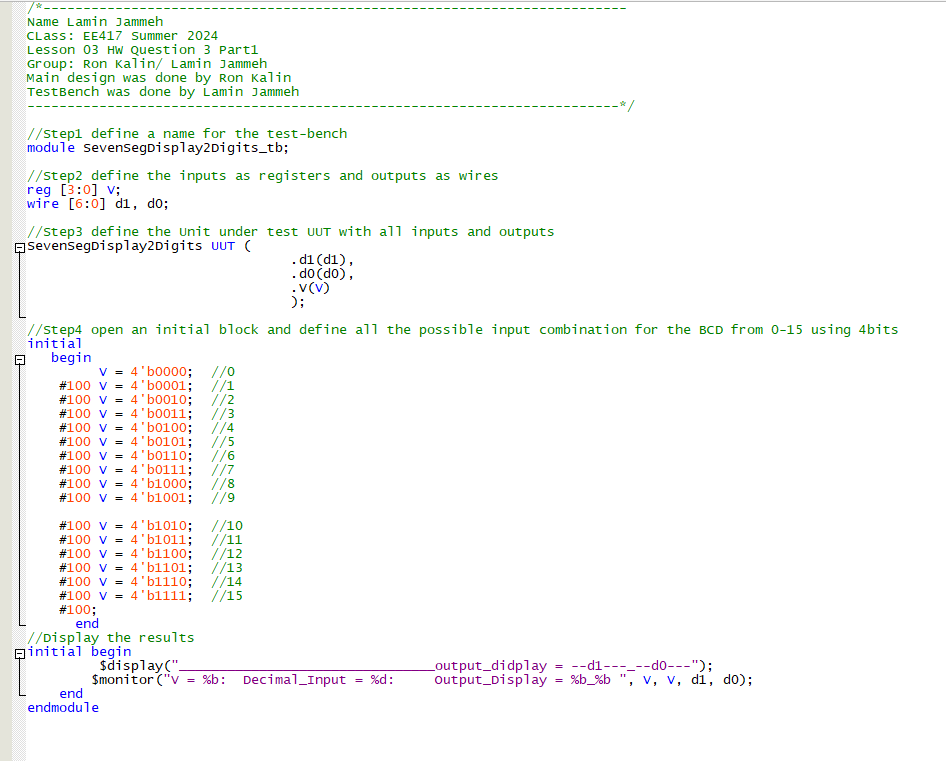 /*--------------------------------------------------------------------------
Name Lamin Jammeh
CLass: EE417 Summer 2024
Lesson 03 HW Question 3 Part1
Group: Ron Kalin/ Lamin Jammeh
Main design was done by Ron Kalin
TestBench was done by Lamin Jammeh
--------------------------------------------------------------------------*/
//Step1 define a name for the test-bench
module SevenSegDisplay2Digits_tb;
//Step2 define the inputs as registers and outputs as wires
reg [3:0] V;
wire [6:0] d1, d0;
//Step3 define the Unit under test UUT with all inputs and outputs
SevenSegDisplay2Digits UUT (
.d1(d1),
.d0(d0),
.V(V)
);
//Step4 open an initial block and define all the possible input combination for the BCD from 0-15 using 4bits
initial
begin
V = 4'b0000; //0
#100 V = 4'b0001; //1
#100 V = 4'b0010; //2
#100 V = 4'b0011; //3
#100 V = 4'b0100; //4
#100 V = 4'b0101; //5
#100 V = 4'b0110; //6
#100 V = 4'b0111; //7
#100 V = 4'b1000; //8
#100 V = 4'b1001; //9
#100 V = 4'b1010; //10
#100 V = 4'b1011; //11
#100 V = 4'b1100; //12
#100 V = 4'b1101; //13
#100 V = 4'b1110; //14
#100 V = 4'b1111; //15
#100;
end
//Display the results
initial begin
$display("________________________________output_didplay = --d1---_--d0---");
$monitor("V = %b:  Decimal_Input = %d:     Output_Display = %b_%b ", V, V, d1, d0);
end
endmodule